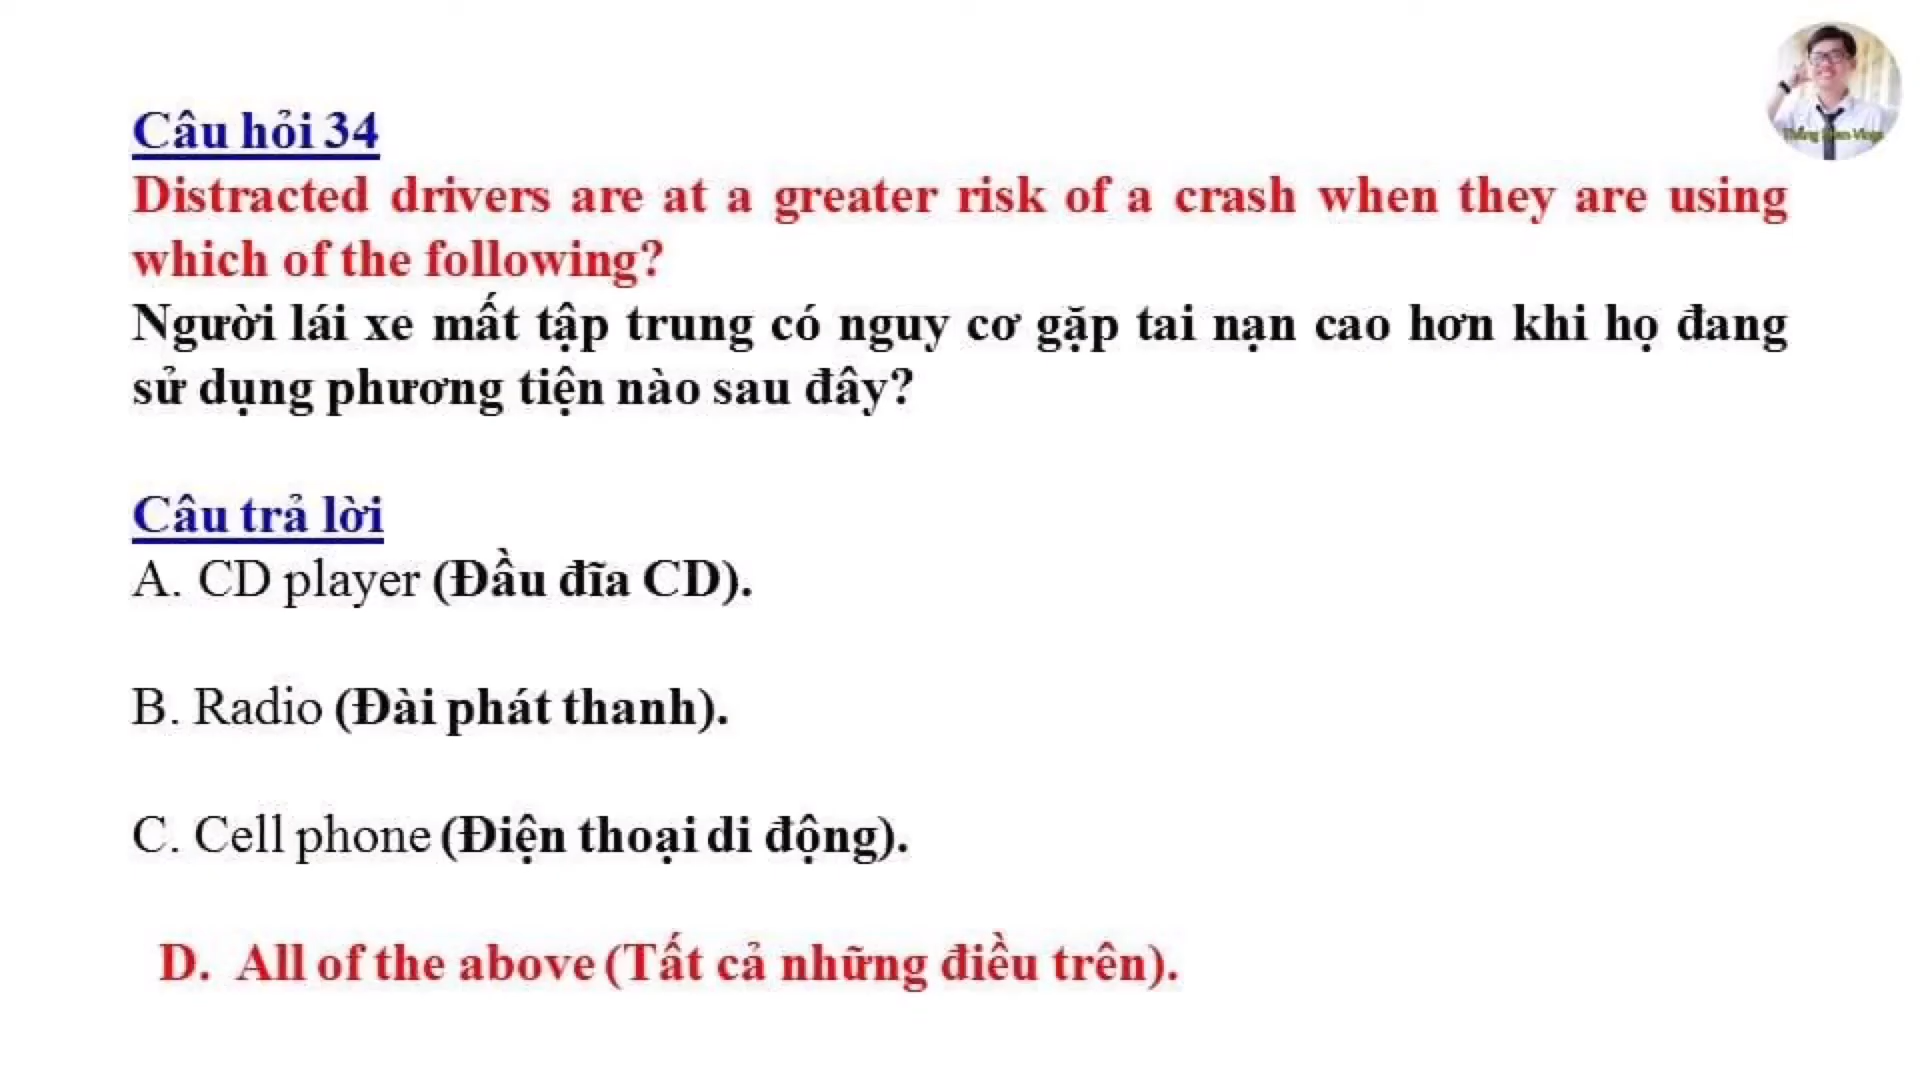 Câu hỏi 34
Distracted drivers are at a greater risk of a crash when they are using
which of the following?
Người lái xe mất tập trung có nguy cơ gặp tai nạn cao hơn khi họ đang
sử dụng phương tiện nào sau đây?
Câu trả lời
A. CD player (Đầu đĩa CD).
B. Radio (Đài phát thanh).
C. Cell phone (Điện thoại di động).
D. All of the above (Tất cả những điều trên).